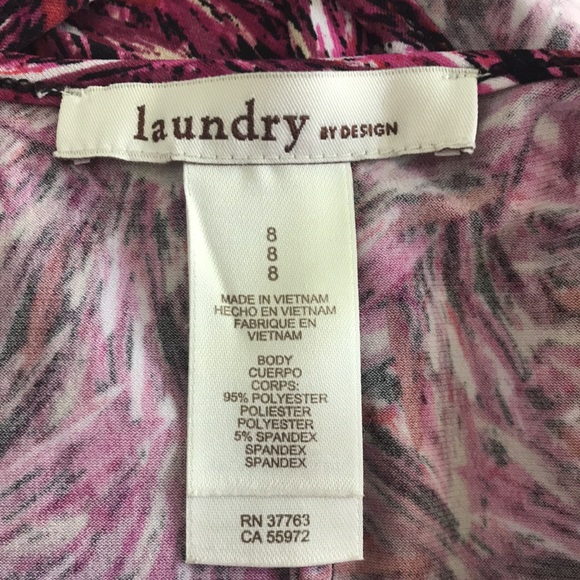 laundry BY DESIGN
8
8
8
MADE IN VIETNAM
HECHO EN VIETNAM
FABRIQUE EN
VIETNAM
BODY
CUERPO
CORPS:
95% POLYESTER
POLIESTER
POLYESTER
5% SPANDEX
SPANDEX
SPANDEX
RN 37763
CA 55972